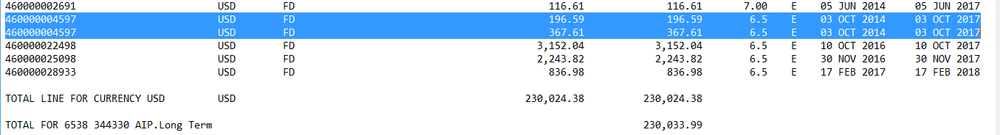 460000002691 USD FD 116.61 116.61 7.00 E 05 JUN 2014 05 JUN 2017
460000004597 USD FD 196.59 196.59 6.5 E 03 OCT 2014 03 OCT 2017
460000004597 USD FD 367.61 367.61 6.5 E 03 OCT 2014 03 OCT 2017
460000022498 USD FD 3,152.04 3,152.04 6.5 E 10 OCT 2016 10 OCT 2017
460000025098 USD FD 2,243.82 2,243.82 6.5 E 30 NOV 2016 30 NOV 2017
460000028933 USD FD 836.98 836.98 6.5 E 17 FEB 2017 17 FEB 2018
TOTAL LINE FOR CURRENCY USD USD 230,024.38 230,024.38
TOTAL FOR 6538 344330 AIP.Long Term 230,033.99